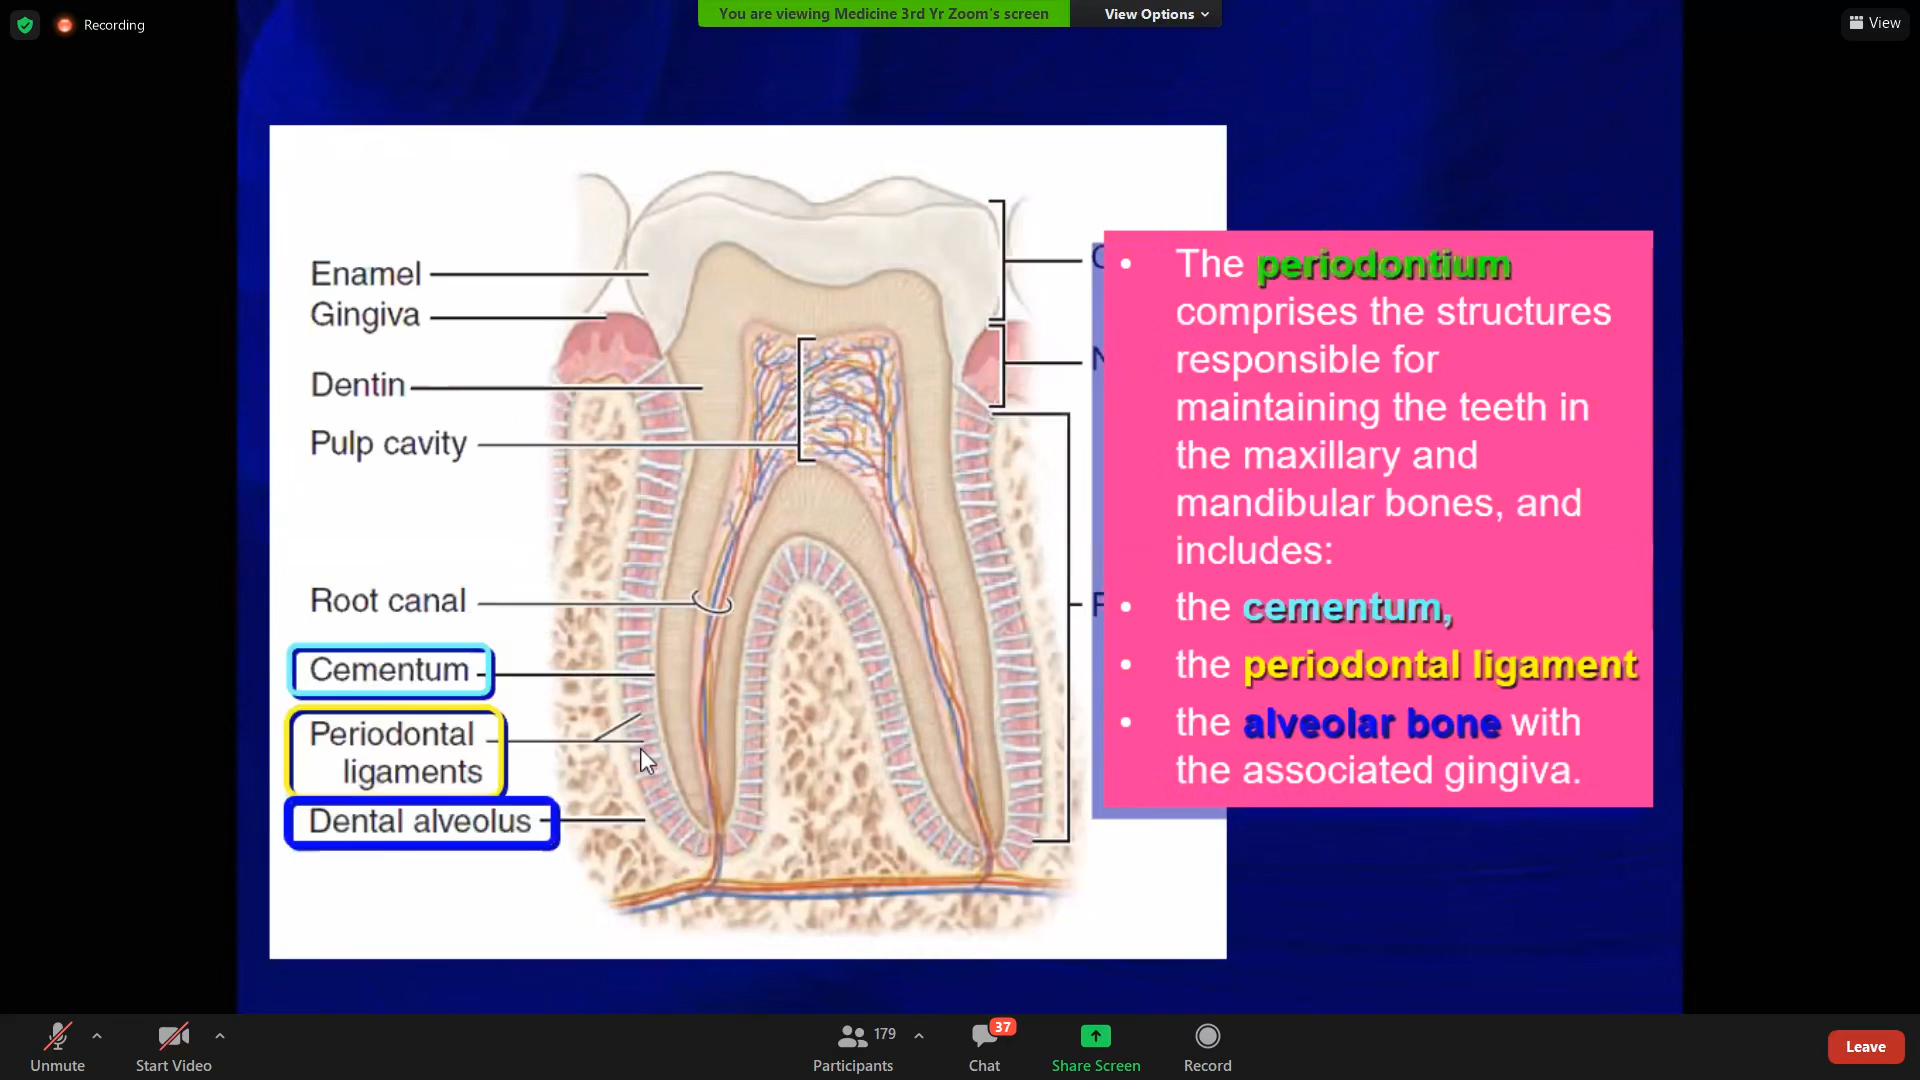 Recording
You are viewing Medicine 3rd Yr Zoom's screen
View Options
View
Enamel
Gingiva
Dentin
Pulp cavity
Root canal
Cementum
Periodontal
ligaments
Dental alveolus
• The periodontium
comprises the structures
responsible for
maintaining the teeth in
the maxillary and
mandibular bones, and
includes:
• the cementum,
• the periodontal ligament
• the alveolar bone with
the associated gingiva.
Unmute
Start Video
179
Participants
37
Chat
Share Screen
Record
Leave